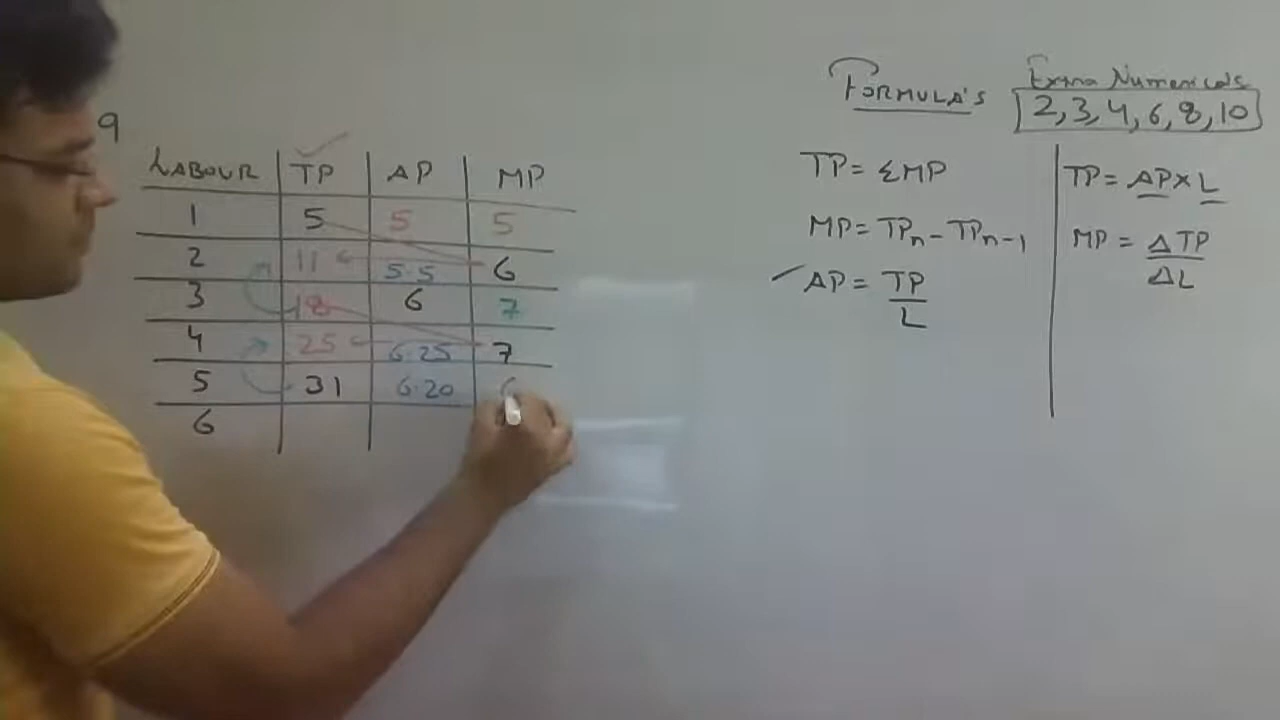 9
LABOUR TP AP MP
1 5 5 5
2 11 5.5 6
3 18 6 7
4 25 6.25 7
5 31 6.20 6
6
FORMULA'S
Extra Numericals
2, 3, 4, 6, 8, 10
TP = ΣMP
MP = TPn - TPn-1
AP = TP
L
TP = AP × L
MP = Δ TP
ΔL